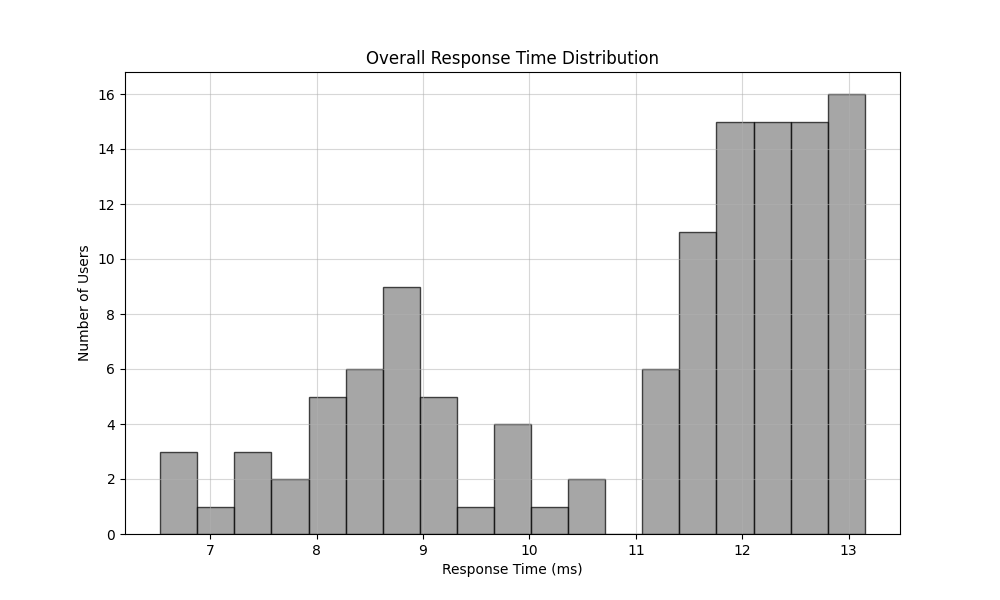 Overall Response Time Distribution
16
14
12
10
8
6
4
2
0
Number of Users
7 8 9 10 11 12 13
Response Time (ms)